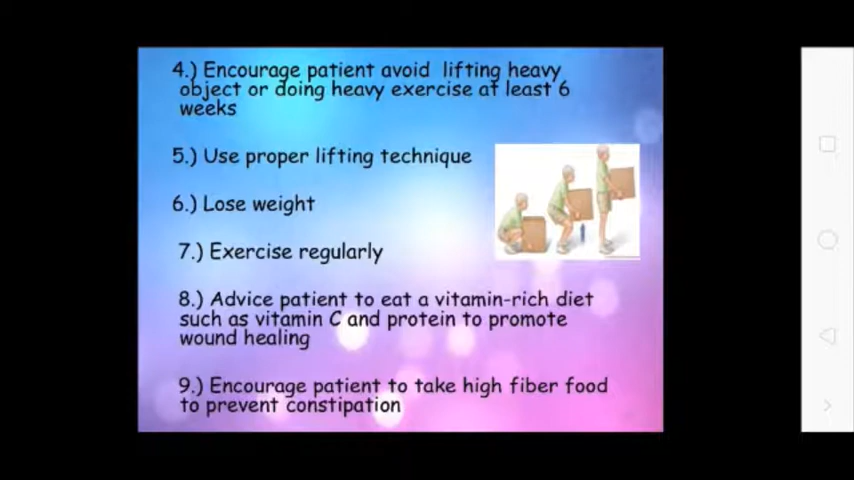 4.) Encourage patient avoid lifting heavy
object or doing heavy exercise at least 6
weeks
5.) Use proper lifting technique
6.) Lose weight
7.) Exercise regularly
8.) Advice patient to eat a vitamin-rich diet
such as vitamin C and protein to promote
wound healing
9.) Encourage patient to take high fiber food
to prevent constipation